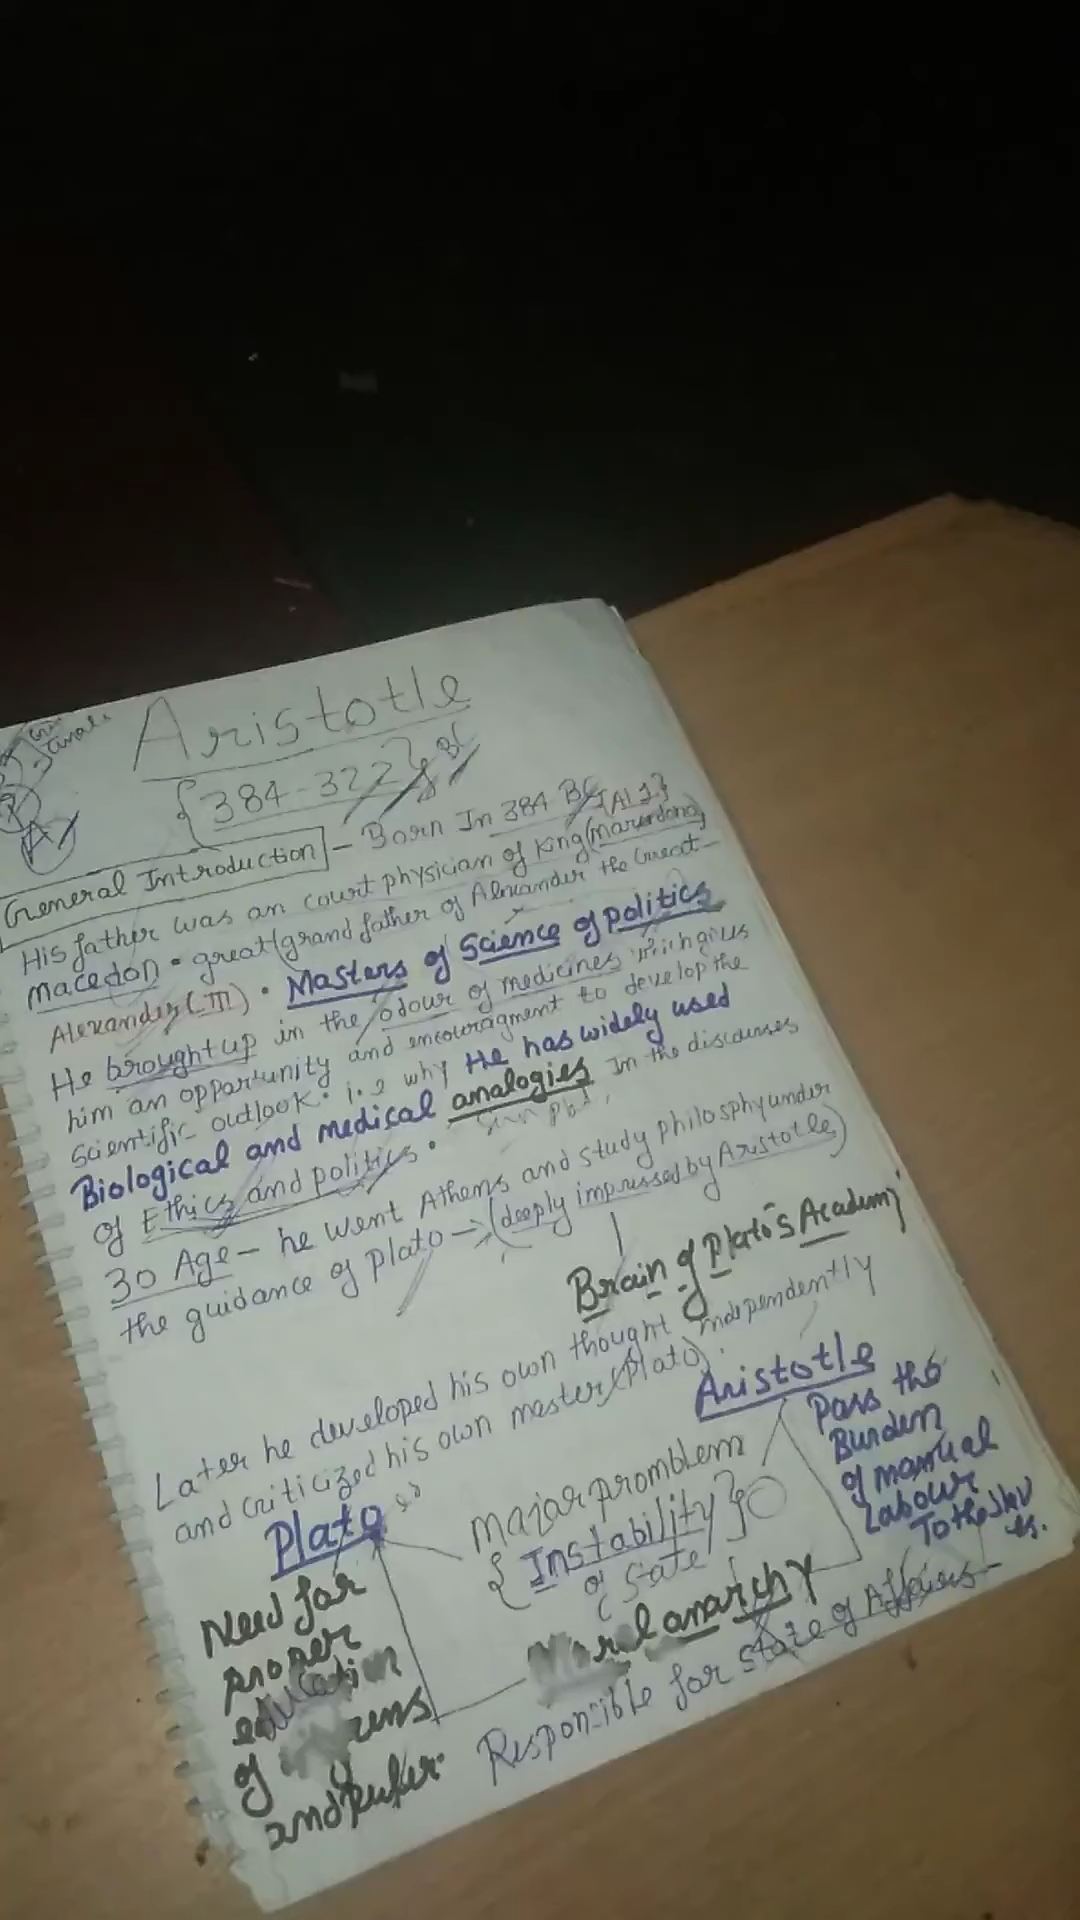 Aristotle
{384-322} BC
General Introduction - Born In 384 BC
His father was an court physician of King
Macedon • great (grand father of Alexander the Great -
Alexander (III) • Masters of Science of politics
He brought up in the odour of medicines which gives
him an opportunity and encouragment to develop the
Scientific outlook. i.e why He has widely used
Biological and medical analogies In the discourses
of Ethics and politics.
30 Age - he went Athens and study philosphy under
the guidance of Plato - (deeply impressed by Aristotle)
Brain of Plato's Academy
Later he developed his own thought independently
and criticized his own master (Plato).
Aristotle
Pass the
Burden
of manual
Labour
To the
Plato
Major promblem
{Instability}
of State
Need for
proper
education
of
and Ruler.
anarchy
Responsible for state of Affairs -